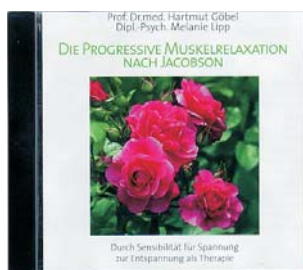 Prof. Dr.med. Hartmut Göbel
Dipl.-Psych. Melanie Lipp
DIE PROGRESSIVE MUSKELRELAXATION
NACH JACOBSON
Durch Sensibilität für Spannung
zur Entspannung als Therapie